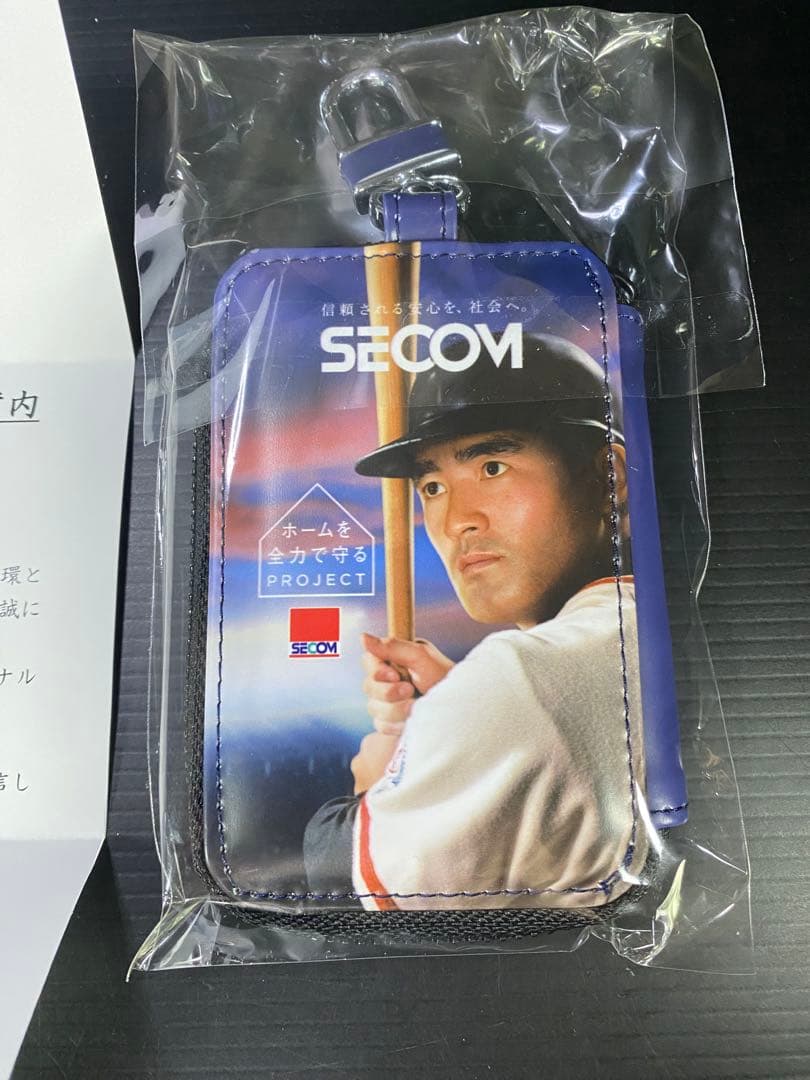 内
環と
誠に
ナル
信し
信頼される安心を、社会へ。
SECOM
ホームを
全力で守る
PROJECT
SECOM